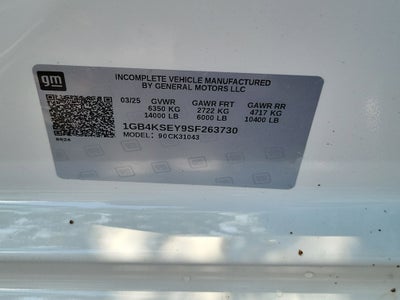 gm
INCOMPLETE VEHICLE MANUFACTURED
BY GENERAL MOTORS LLC
03/25 GVWR GAWR FRT GAWR RR
6350 KG 2722 KG 4717 KG
14000 LB 6000 LB 10400 LB
1GB4KSEY9SF263730
MODEL: 90CK31043